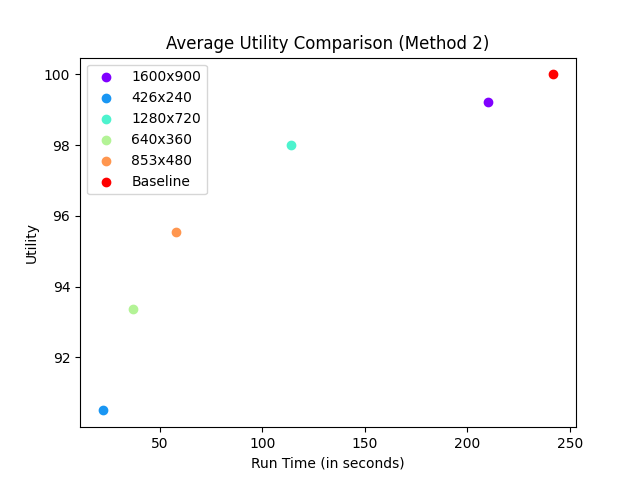 Average Utility Comparison (Method 2)
100
98
96
94
92
Utility
1600x900
426x240
1280x720
640x360
853x480
Baseline
50
100
150
200
250
Run Time (in seconds)